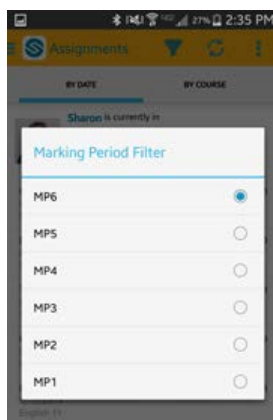 27% 2:35 PM
Assignments
BY DATE
BY COURSE
Sharon is currently in
Marking Period Filter
MP6
MP5
MP4
MP3
MP2
MP1
English 11